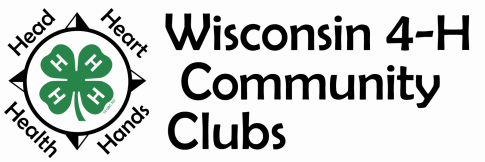 Head
Heart
Health
Hands
H H
H H
Wisconsin 4-H
Community
Clubs